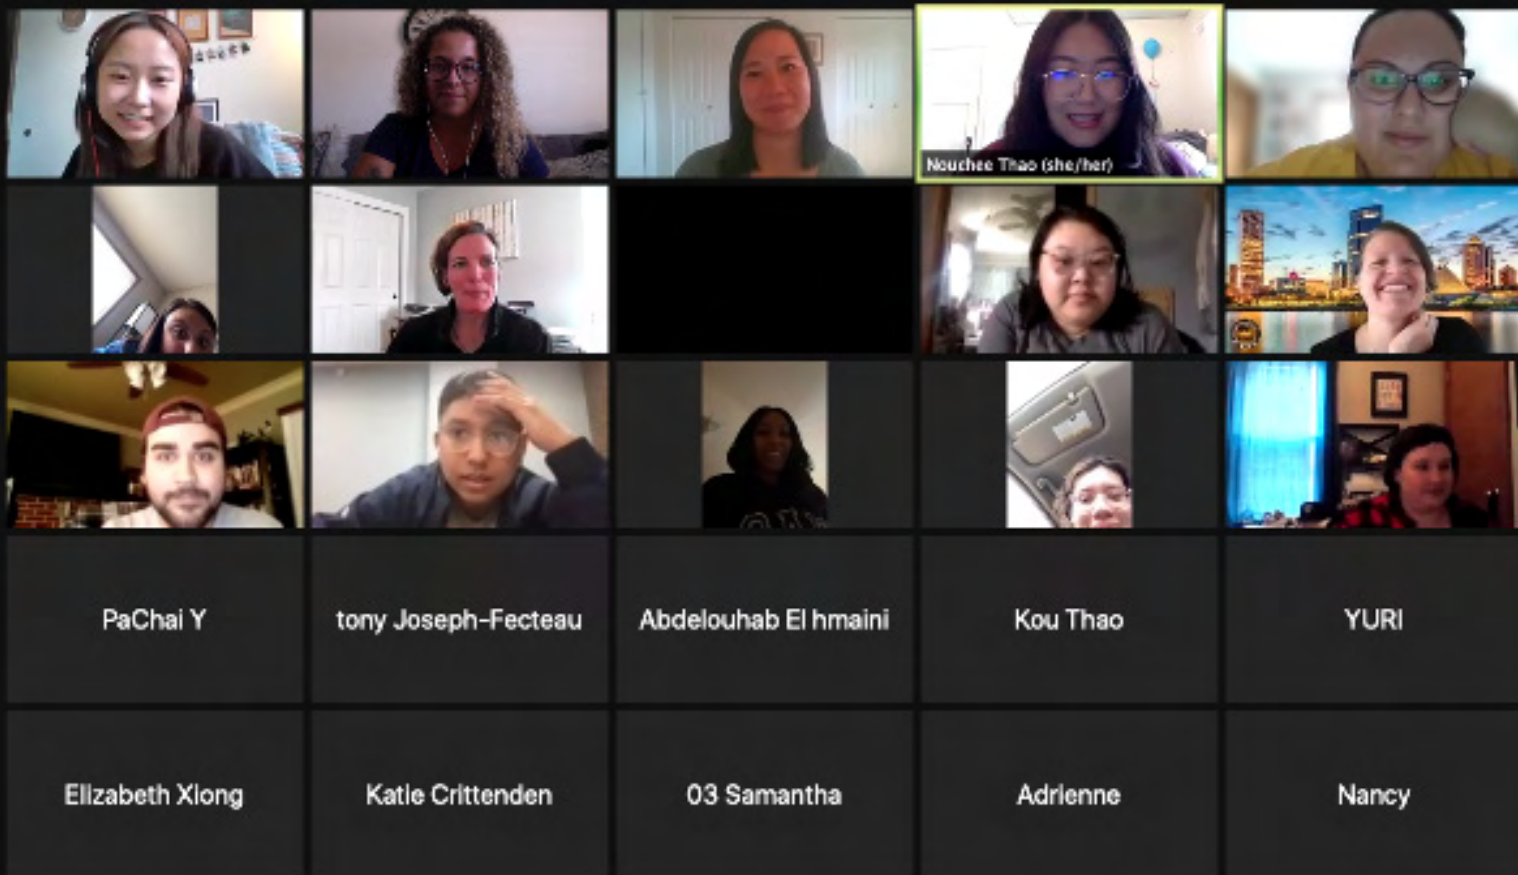 Nouchee Thao (she/her)
PaChai Y
tony Joseph-Fecteau
Abdelouhab El hmaini
Kou Thao
YURI
Elizabeth Xiong
Katie Crittenden
03 Samantha
Adrienne
Nancy